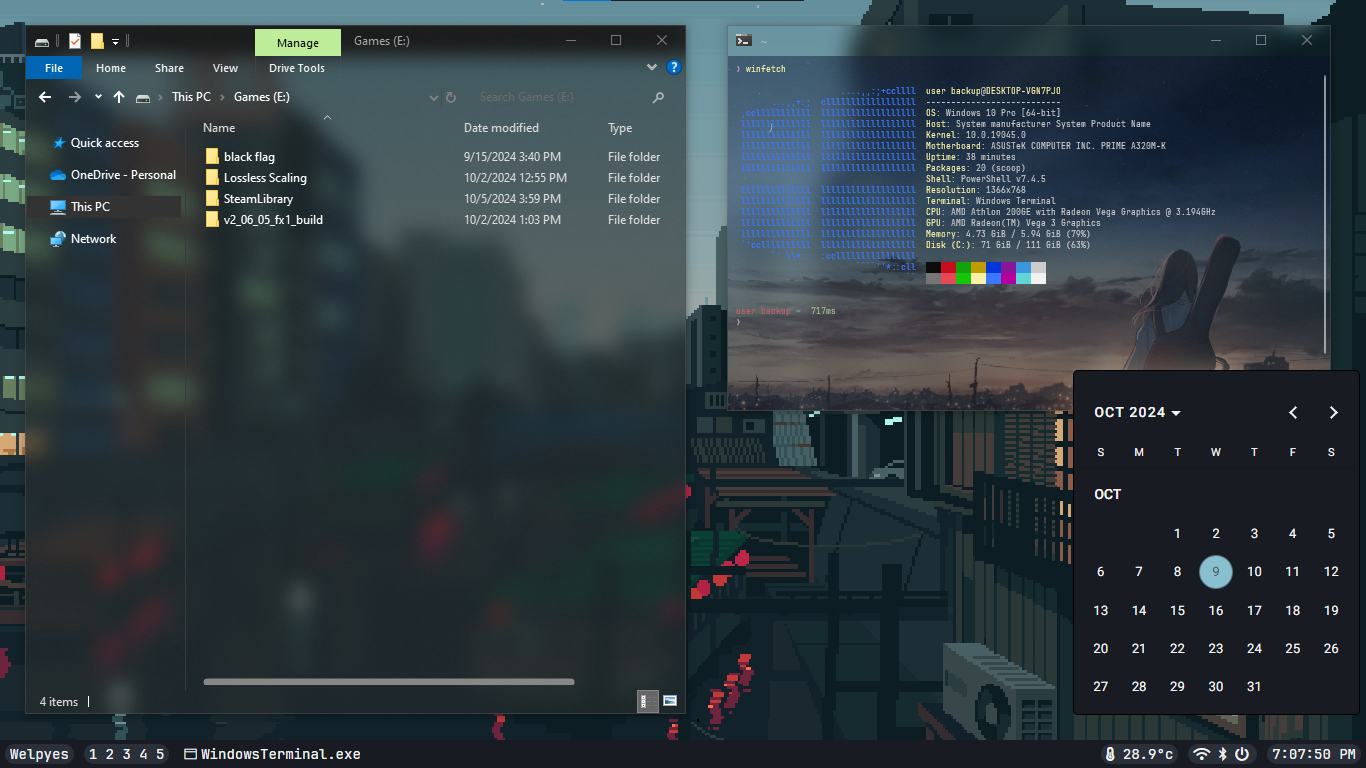 Manage
Games (E:)
File
Home
Share
View
Drive Tools
This PC
Games (E:)
Search Games (E:)
Name
Date modified
Type
Quick access
OneDrive - Personal
This PC
Network
black flag
9/15/2024 3:40 PM
File folder
Lossless Scaling
10/2/2024 12:55 PM
File folder
SteamLibrary
10/5/2024 3:59 PM
File folder
v2_06_05_fx1_build
10/2/2024 1:03 PM
File folder
4 items
~
❯ winfetch
user backup@DESKTOP-VGN7PJO
---------------------------
OS: Windows 10 Pro [64-bit]
Host: System manufacturer System Product Name
Kernel: 10.0.19045.0
Motherboard: ASUSTeK COMPUTER INC. PRIME A320M-K
Uptime: 38 minutes
Packages: 20 (scoop)
Shell: PowerShell v7.4.5
Resolution: 1366x768
Terminal: Windows Terminal
CPU: AMD Athlon 200GE with Radeon Vega Graphics @ 3.194GHz
GPU: AMD Radeon(TM) Vega 3 Graphics
Memory: 4.73 GiB / 5.94 GiB (79%)
Disk (C:): 71 GiB / 111 GiB (63%)
user backup ~ 717ms
❯
OCT 2024
S M T W T F S
OCT
1 2 3 4 5
6 7 8 9 10 11 12
13 14 15 16 17 18 19
20 21 22 23 24 25 26
27 28 29 30 31
Welpyes
1 2 3 4 5
WindowsTerminal.exe
28.9°c
7:07:50 PM